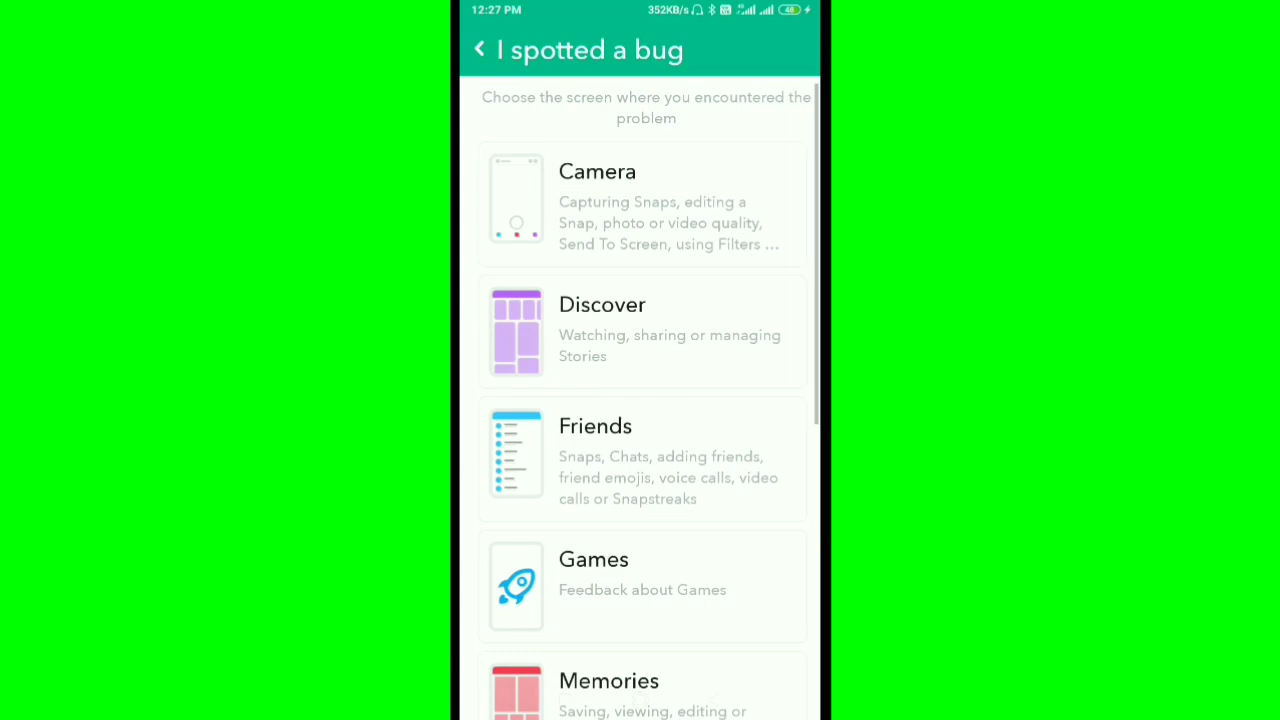 12:27 PM 352KB/s 48
I spotted a bug
Choose the screen where you encountered the
problem
Camera
Capturing Snaps, editing a
Snap, photo or video quality,
Send To Screen, using Filters ...
Discover
Watching, sharing or managing
Stories
Friends
Snaps, Chats, adding friends,
friend emojis, voice calls, video
calls or Snapstreaks
Games
Feedback about Games
Memories
Saving, viewing, editing or